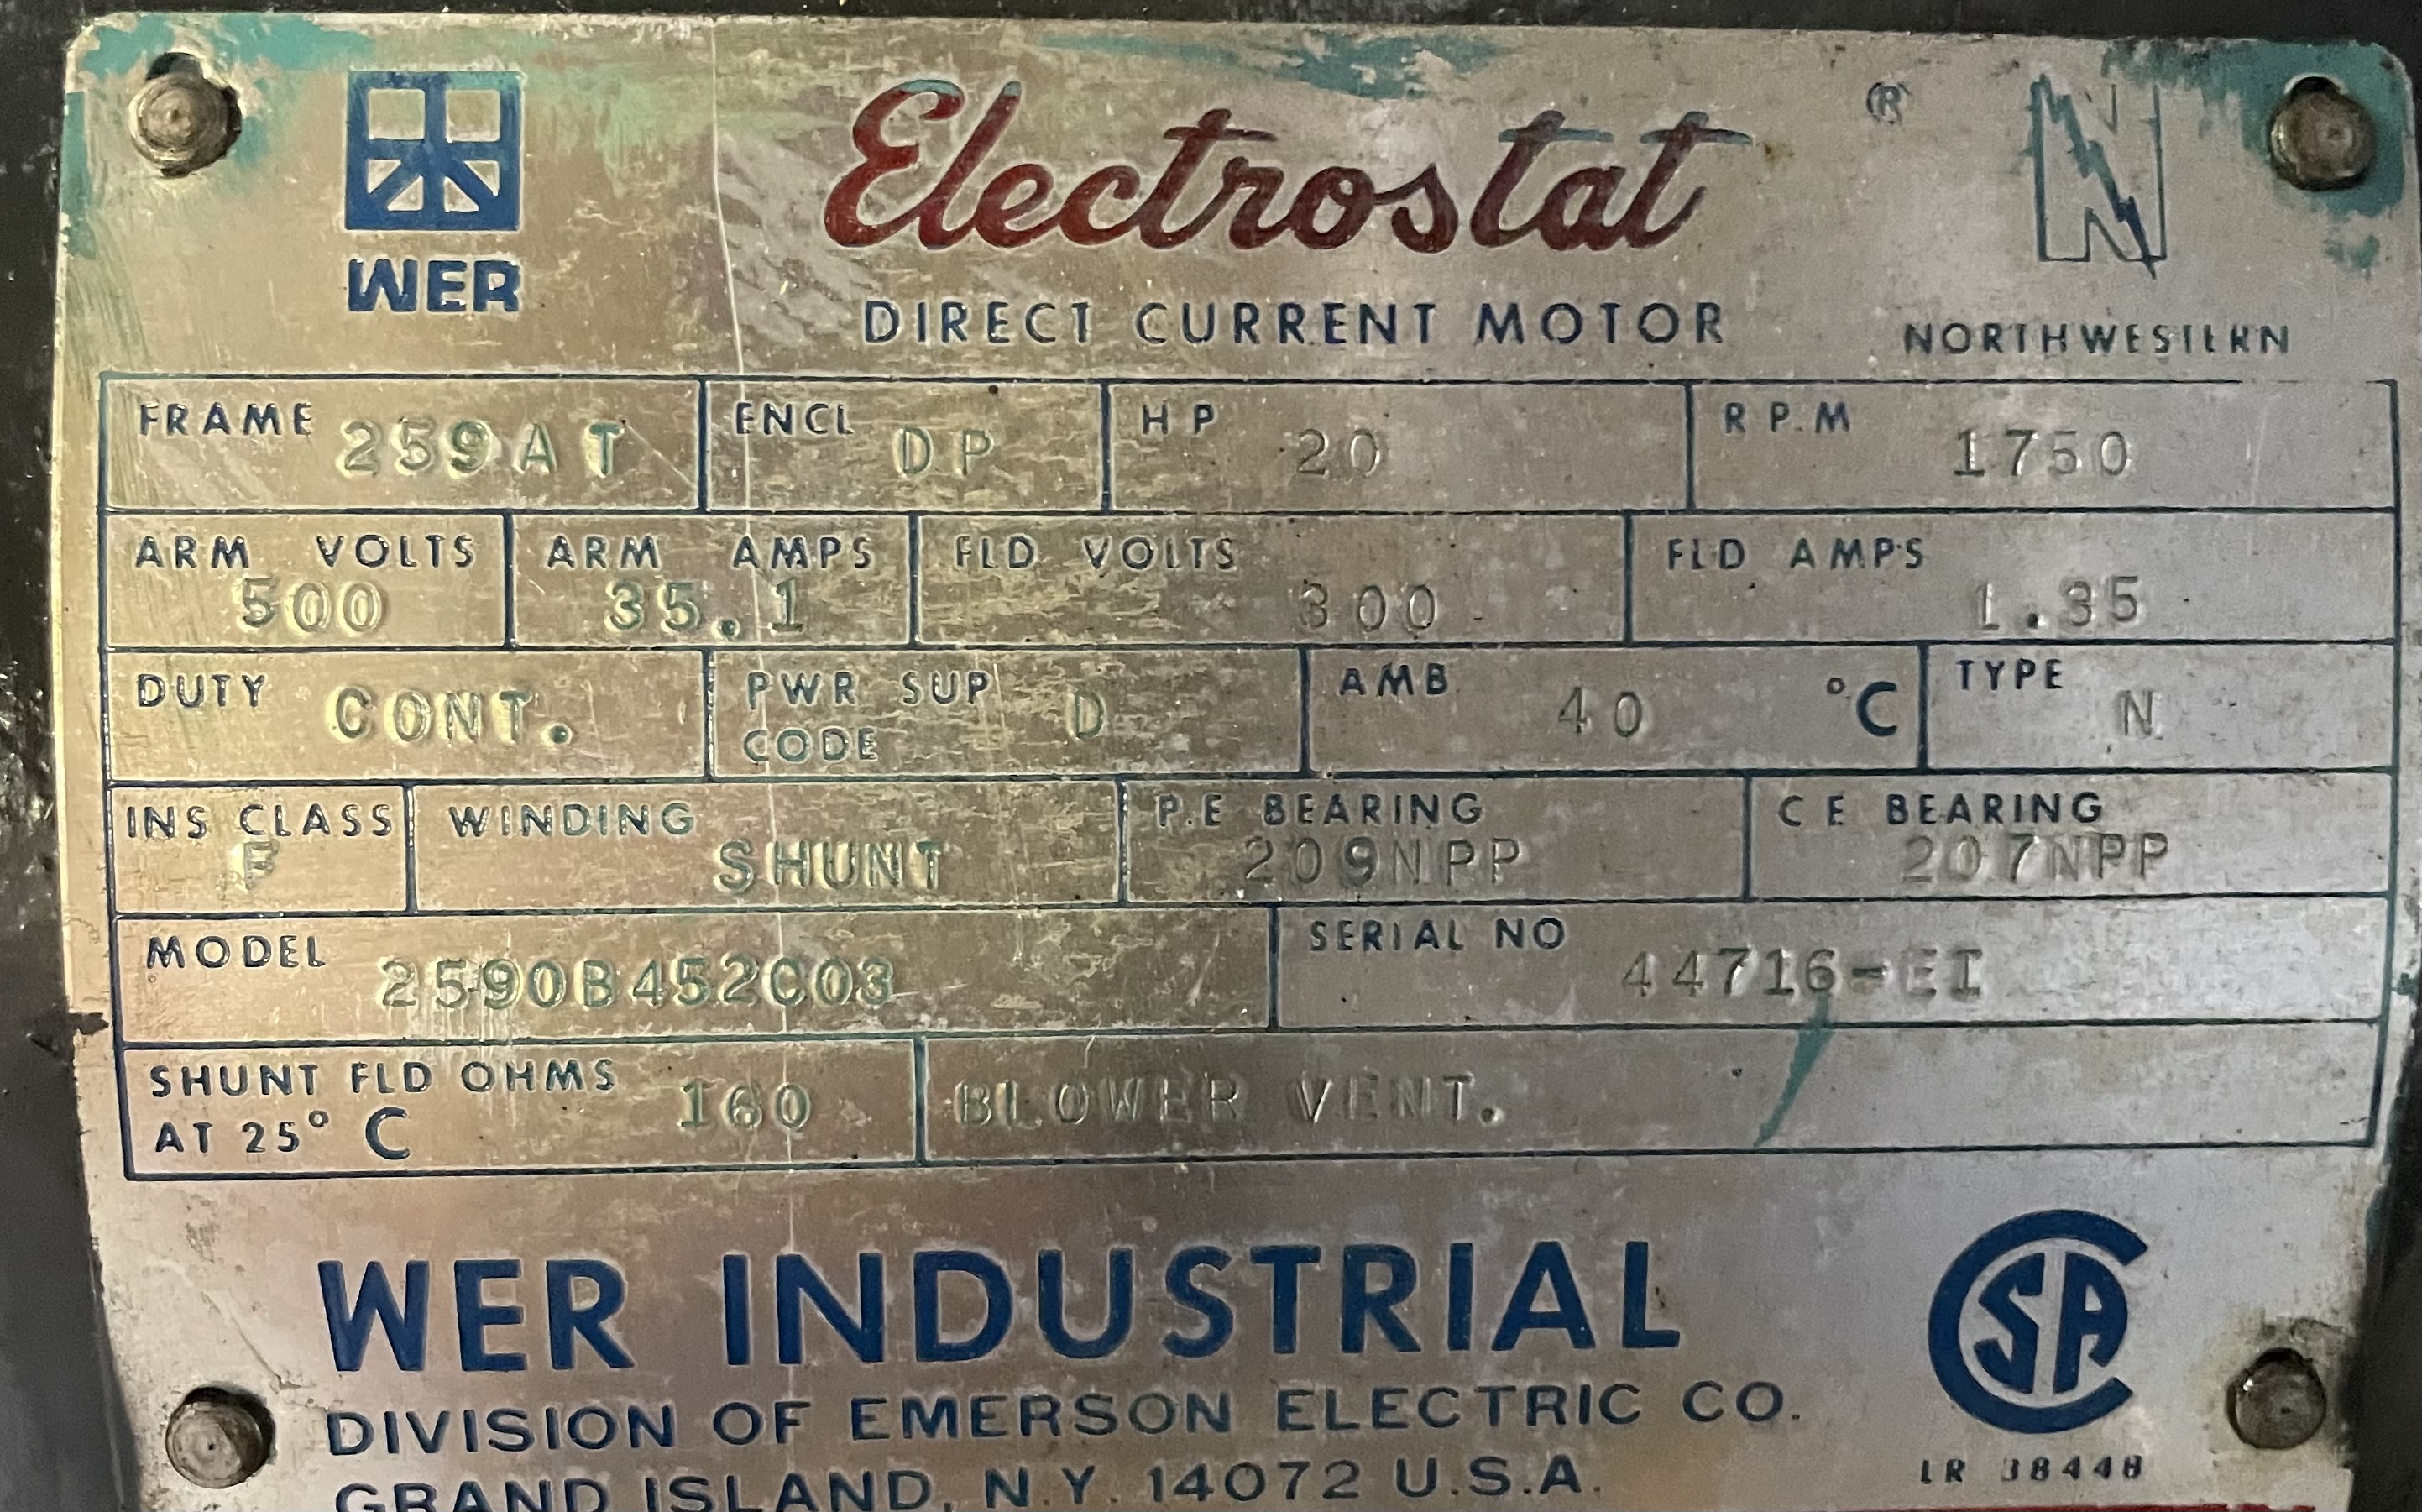 WER
Electrostat ®
DIRECT CURRENT MOTOR
N
NORTHWESTERN
FRAME 259AT ENCL DP HP 20 R.P.M 1750
ARM VOLTS 500 ARM AMPS 35.1 FLD VOLTS 300 FLD AMPS 1.35
DUTY CONT. PWR SUP CODE D AMB 40 °C TYPE N
INS CLASS F WINDING SHUNT P.E BEARING 209NPP C E BEARING 207NPP
MODEL 2590B452C03 SERIAL NO 44716-EI
SHUNT FLD OHMS AT 25° C 160 BLOWER VENT.
WER INDUSTRIAL
DIVISION OF EMERSON ELECTRIC CO.
GRAND ISLAND, N.Y. 14072 U.S.A.
CSA
LR 38448